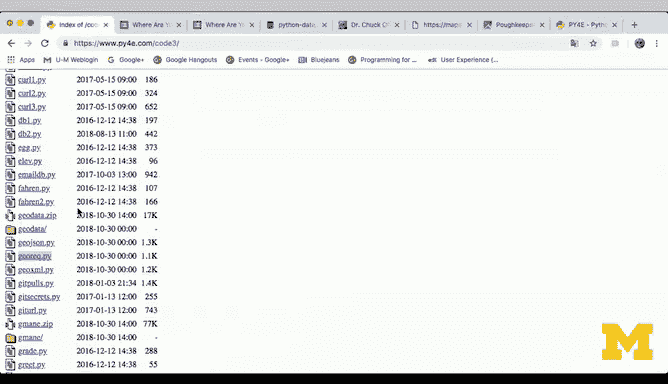 Index of /code
Where Are Y
Where Are Y
python-data.
Dr. Chuck O
https://maps
Poughkeeps
PY4E - Pyth
https://www.py4e.com/code3/
Apps M U-M Weblogin Google+ Google Hangouts Events - Google+ Bluejeans Programming for ... User Experience (...
curl1.py 2017-05-15 09:00 186
curl2.py 2017-05-15 09:00 324
curl3.py 2017-05-15 09:00 652
db1.py 2016-12-12 14:38 197
db2.py 2018-08-13 11:00 442
egg.py 2016-12-12 14:38 373
elev.py 2016-12-12 14:38 96
emaildb.py 2017-10-03 13:00 942
fahren.py 2016-12-12 14:38 107
fahren2.py 2016-12-12 14:38 166
geodata.zip 2018-10-30 14:00 17K
geodata/ 2018-10-30 00:00 -
geojson.py 2018-10-30 00:00 1.3K
2018-10-30 00:00 1.1K
geoxml.py 2018-10-30 00:00 1.2K
gitpulls.py 2018-01-03 21:34 1.4K
gitsecrets.py 2017-01-13 12:00 255
giturl.py 2017-01-13 12:00 743
gmane.zip 2018-10-30 14:00 77K
gmane/ 2018-10-30 14:00 -
grade.py 2016-12-12 14:38 288
greet.py 2016-12-12 14:38 55
M